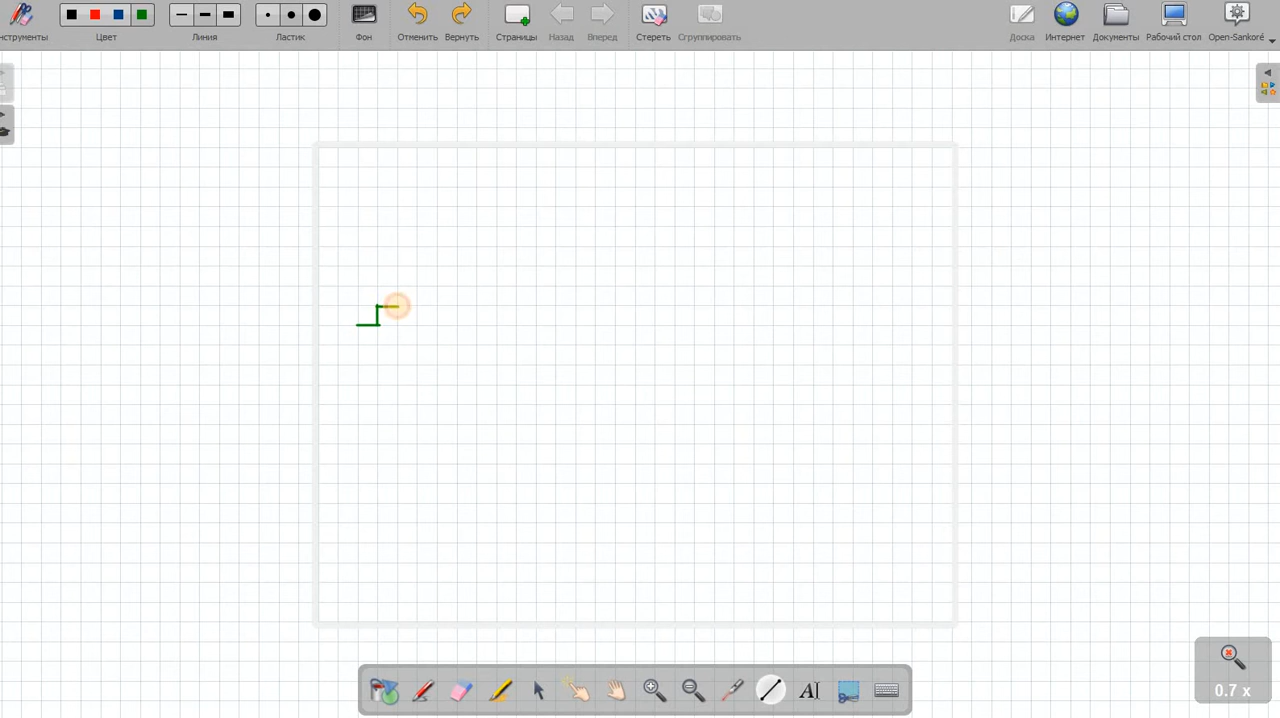 нструменты Цвет Линия Ластик Фон Отменить Вернуть Страницы Назад Вперед Стереть Сгруппировать Доска Интернет Документы Рабочий стол Open-Sankoré
A
0.7 x